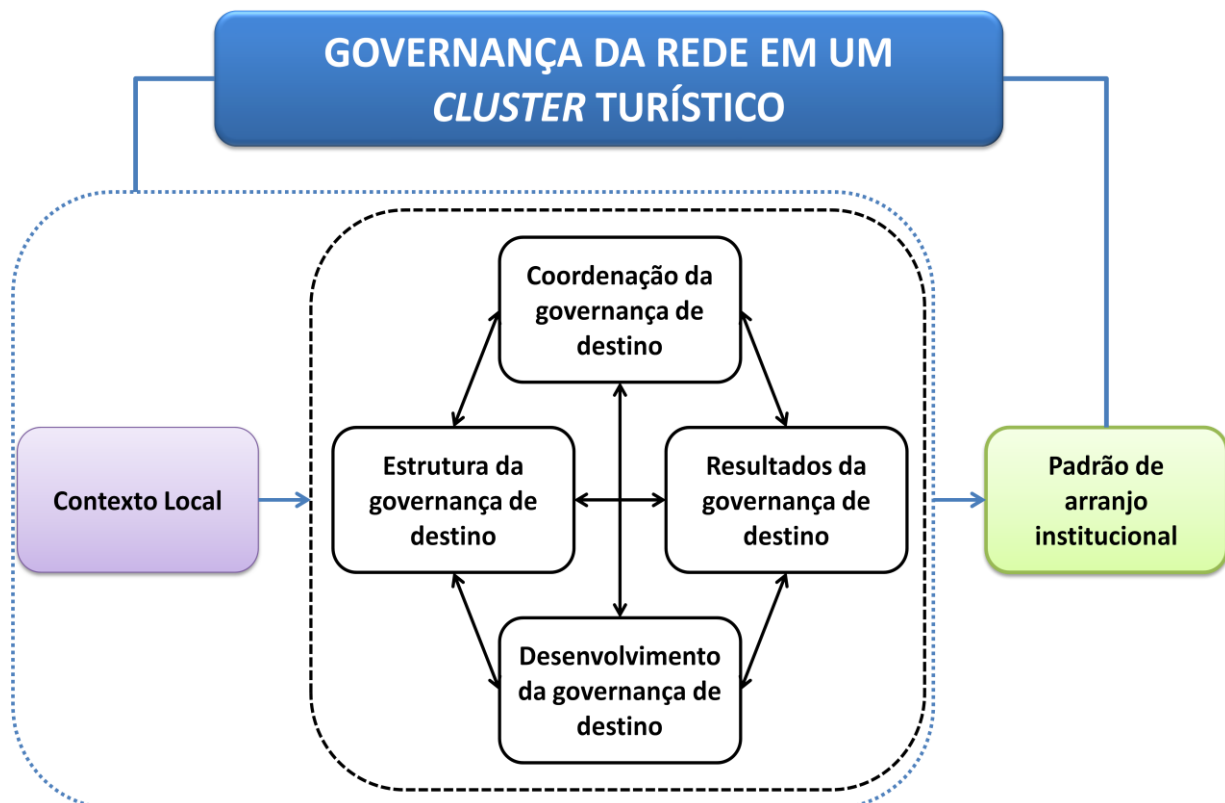 GOVERNANÇA DA REDE EM UM
CLUSTER TURÍSTICO
Coordenação da
governança de
destino
Contexto Local
Estrutura da
governança de
destino
Resultados da
governança de
destino
Padrão de
arranjo
institucional
Desenvolvimento
da governança de
destino